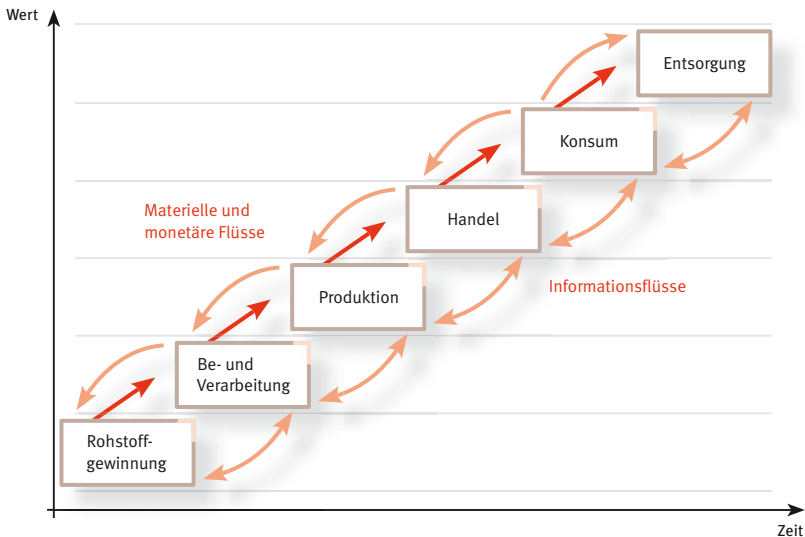 Wert
Entsorgung
Konsum
Materielle und
monetäre Flüsse
Handel
Informationsflüsse
Produktion
Be- und
Verarbeitung
Rohstoff-
gewinnung
Zeit